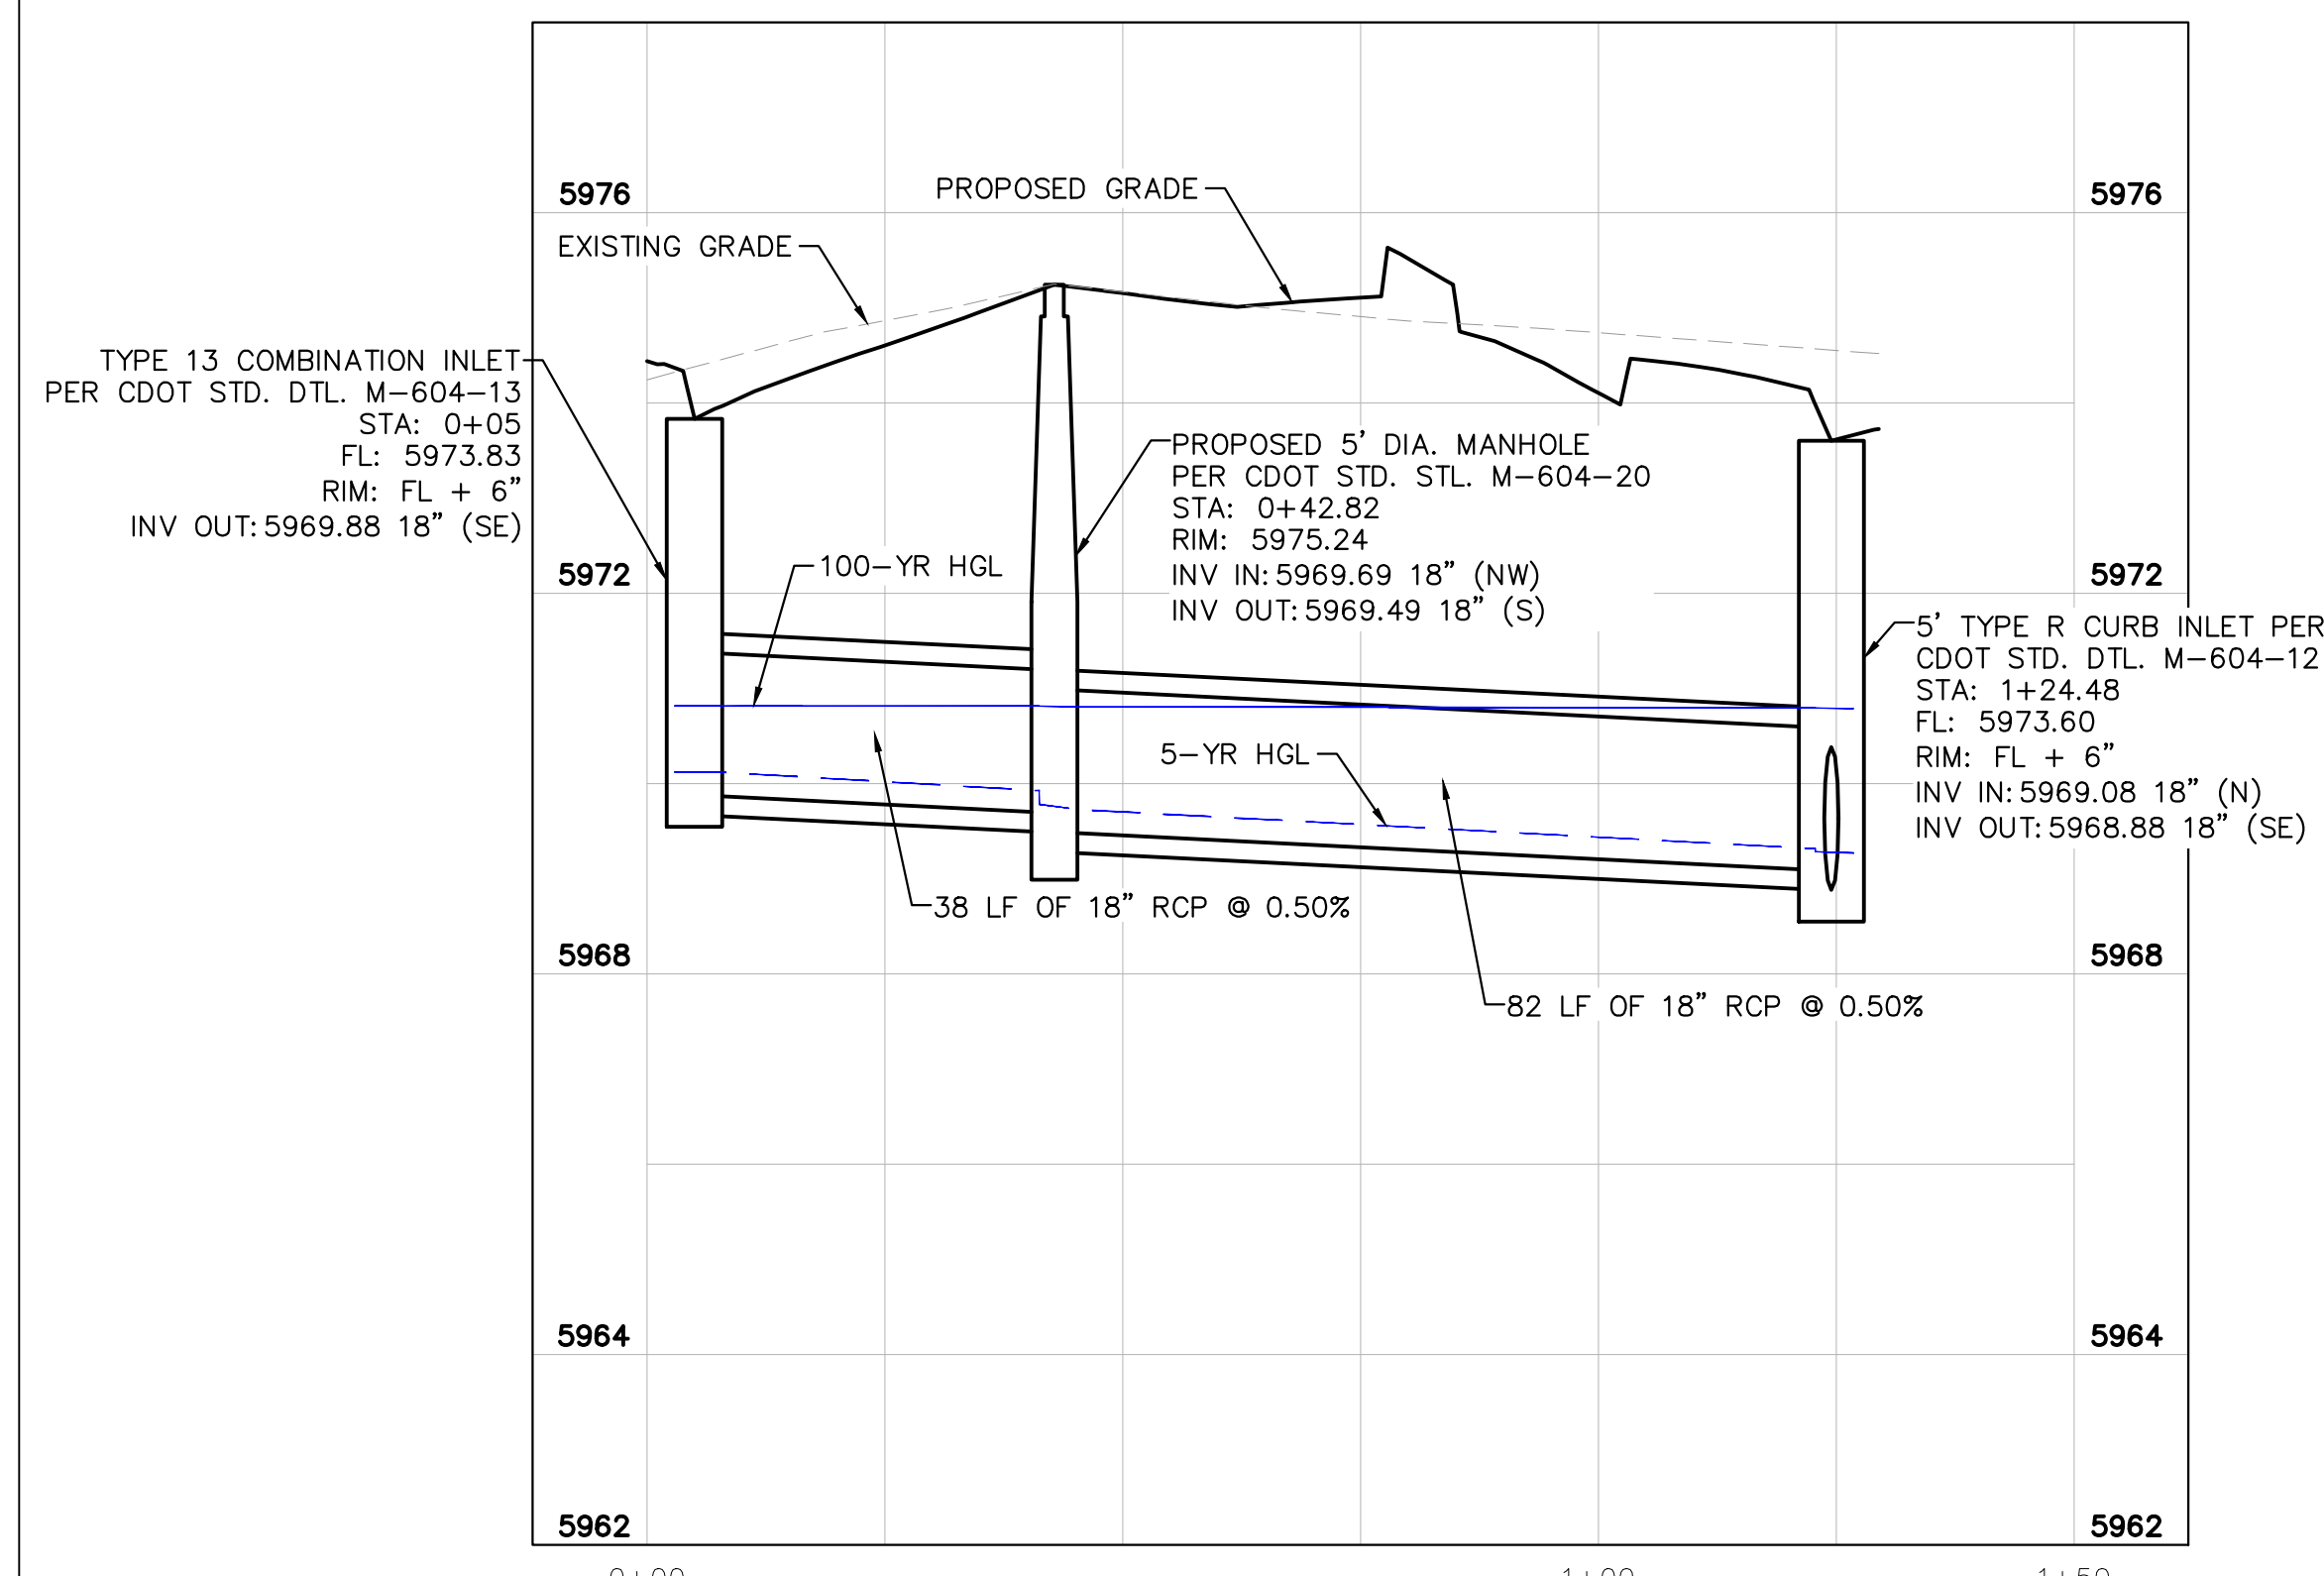 5976
5976
PROPOSED GRADE
EXISTING GRADE
TYPE 13 COMBINATION INLET
PER CDOT STD. DTL. M-604-13
STA: 0+05
FL: 5973.83
RIM: FL + 6"
INV OUT: 5969.88 18" (SE)
PROPOSED 5' DIA. MANHOLE
PER CDOT STD. STL. M-604-20
STA: 0+42.82
RIM: 5975.24
INV IN: 5969.69 18" (NW)
INV OUT: 5969.49 18" (S)
5972
5972
100-YR HGL
5' TYPE R CURB INLET PER
CDOT STD. DTL. M-604-12
STA: 1+24.48
FL: 5973.60
RIM: FL + 6"
INV IN: 5969.08 18" (N)
INV OUT: 5968.88 18" (SE)
5-YR HGL
38 LF OF 18" RCP @ 0.50%
5968
5968
82 LF OF 18" RCP @ 0.50%
5964
5964
5962
5962
0+00
1+00
1+50